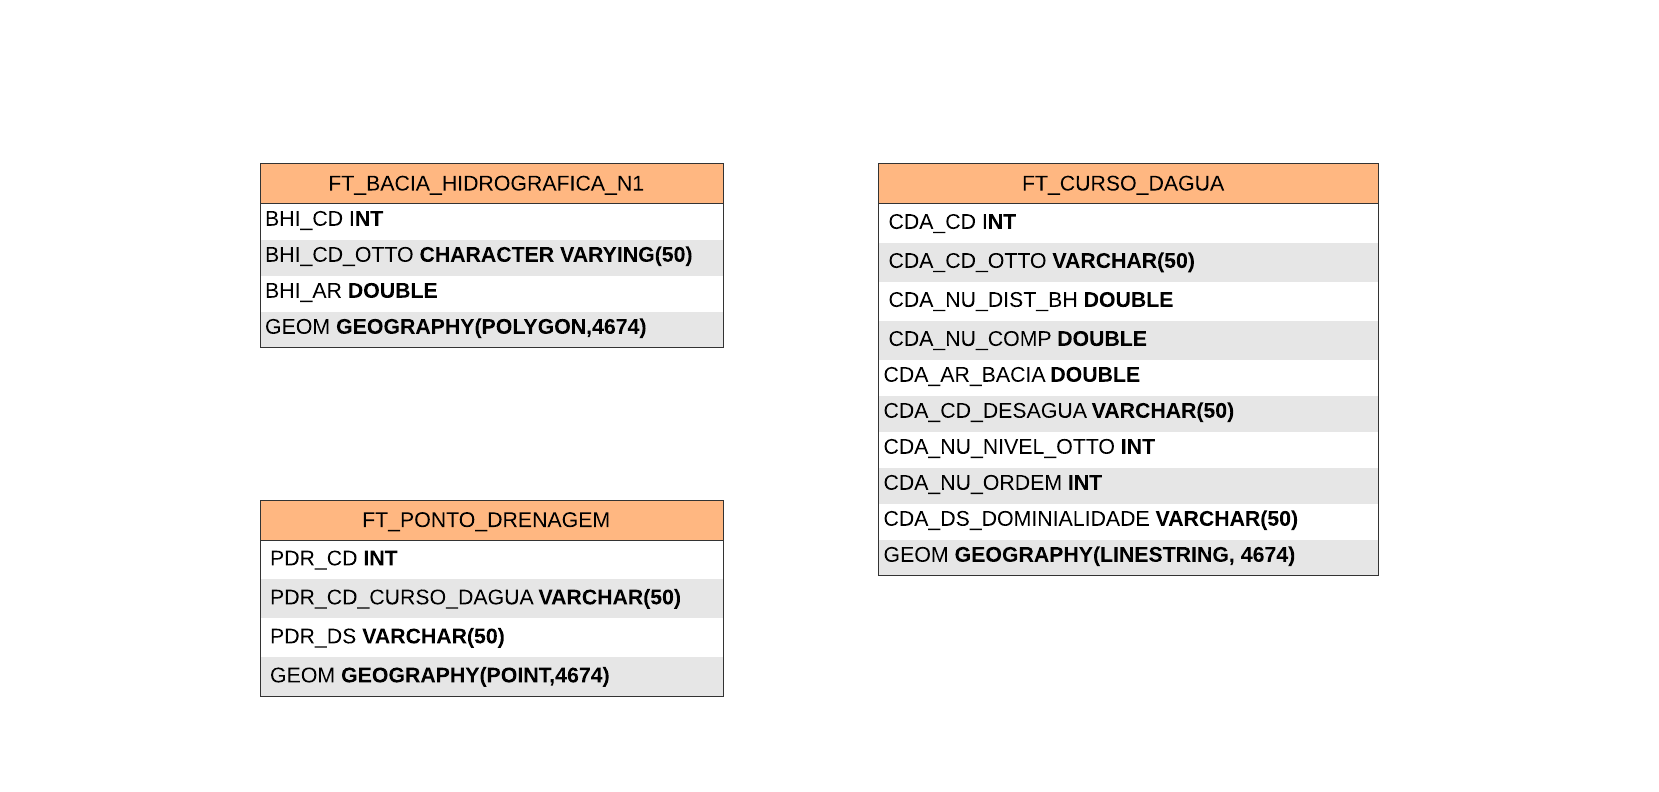 FT_BACIA_HIDROGRAFICA_N1
BHI_CD INT
BHI_CD_OTTO CHARACTER VARYING(50)
BHI_AR DOUBLE
GEOM GEOGRAPHY(POLYGON,4674)
FT_PONTO_DRENAGEM
PDR_CD INT
PDR_CD_CURSO_DAGUA VARCHAR(50)
PDR_DS VARCHAR(50)
GEOM GEOGRAPHY(POINT,4674)
FT_CURSO_DAGUA
CDA_CD INT
CDA_CD_OTTO VARCHAR(50)
CDA_NU_DIST_BH DOUBLE
CDA_NU_COMP DOUBLE
CDA_AR_BACIA DOUBLE
CDA_CD_DESAGUA VARCHAR(50)
CDA_NU_NIVEL_OTTO INT
CDA_NU_ORDEM INT
CDA_DS_DOMINIALIDADE VARCHAR(50)
GEOM GEOGRAPHY(LINESTRING, 4674)